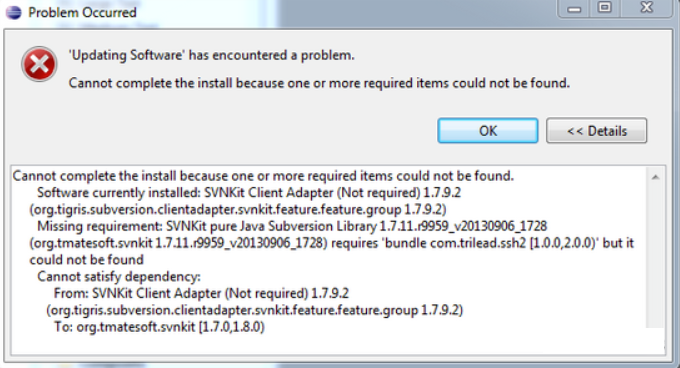 Problem Occurred
'Updating Software' has encountered a problem.
Cannot complete the install because one or more required items could not be found.
OK
<< Details
Cannot complete the install because one or more required items could not be found.
Software currently installed: SVNKit Client Adapter (Not required) 1.7.9.2
(org.tigris.subversion.clientadapter.svnkit.feature.feature.group 1.7.9.2)
Missing requirement: SVNKit pure Java Subversion Library 1.7.11.r9959_v20130906_1728
(org.tmatesoft.svnkit 1.7.11.r9959_v20130906_1728) requires 'bundle com.trilead.ssh2 [1.0.0,2.0.0)' but it
could not be found
Cannot satisfy dependency:
From: SVNKit Client Adapter (Not required) 1.7.9.2
(org.tigris.subversion.clientadapter.svnkit.feature.feature.group 1.7.9.2)
To: org.tmatesoft.svnkit [1.7.0,1.8.0)